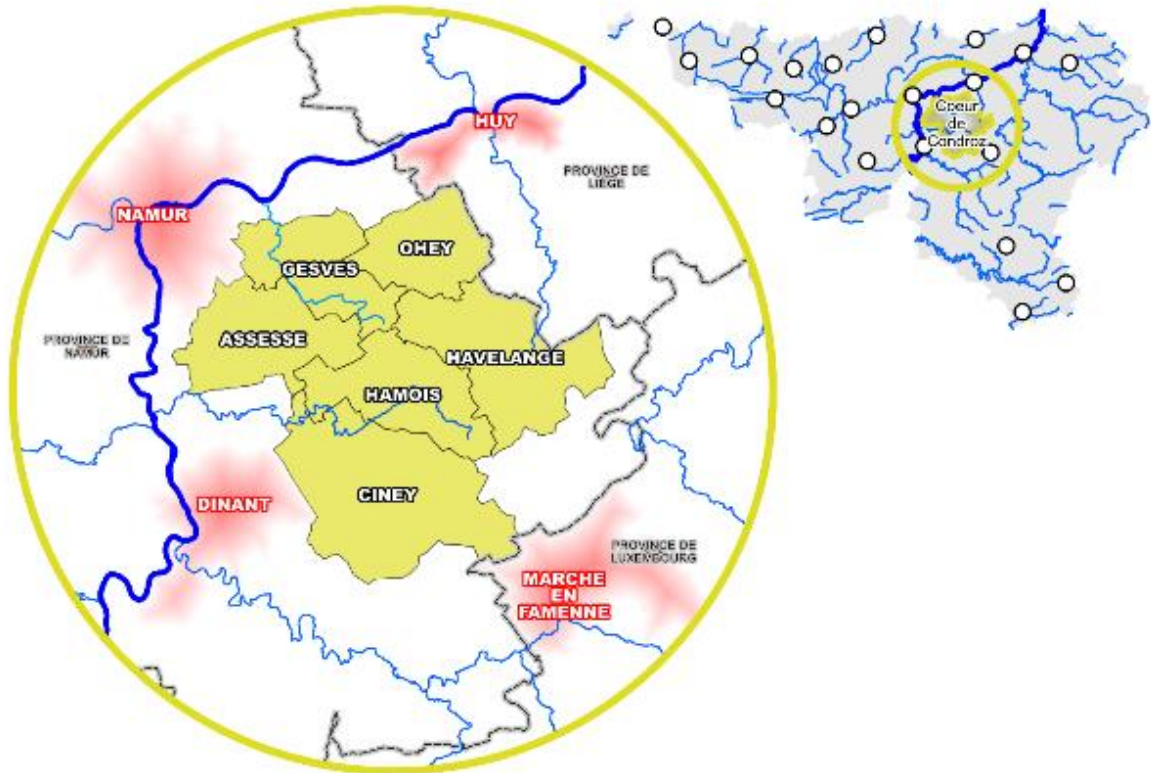 HUY
PROVINCE DE
LIÈGE
NAMUR
OHEY
GESVES
PROVINCE DE
NAMUR
ASSESSE
HAVELANGE
HAMOIS
CINEY
DINANT
PROVINCE DE
LUXEMBOURG
MARCHE
EN
FAMENNE
Coeur
de
Condroz